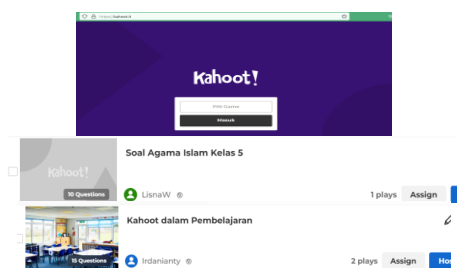 https://kahoot.it
Kahoot!
PIN Game
Masuk
Soal Agama Islam Kelas 5
Kahoot!
10 Questions
LisnaW
1 plays
Assign
Kahoot dalam Pembelajaran
15 Questions
Irdanianty
2 plays
Assign
Hos